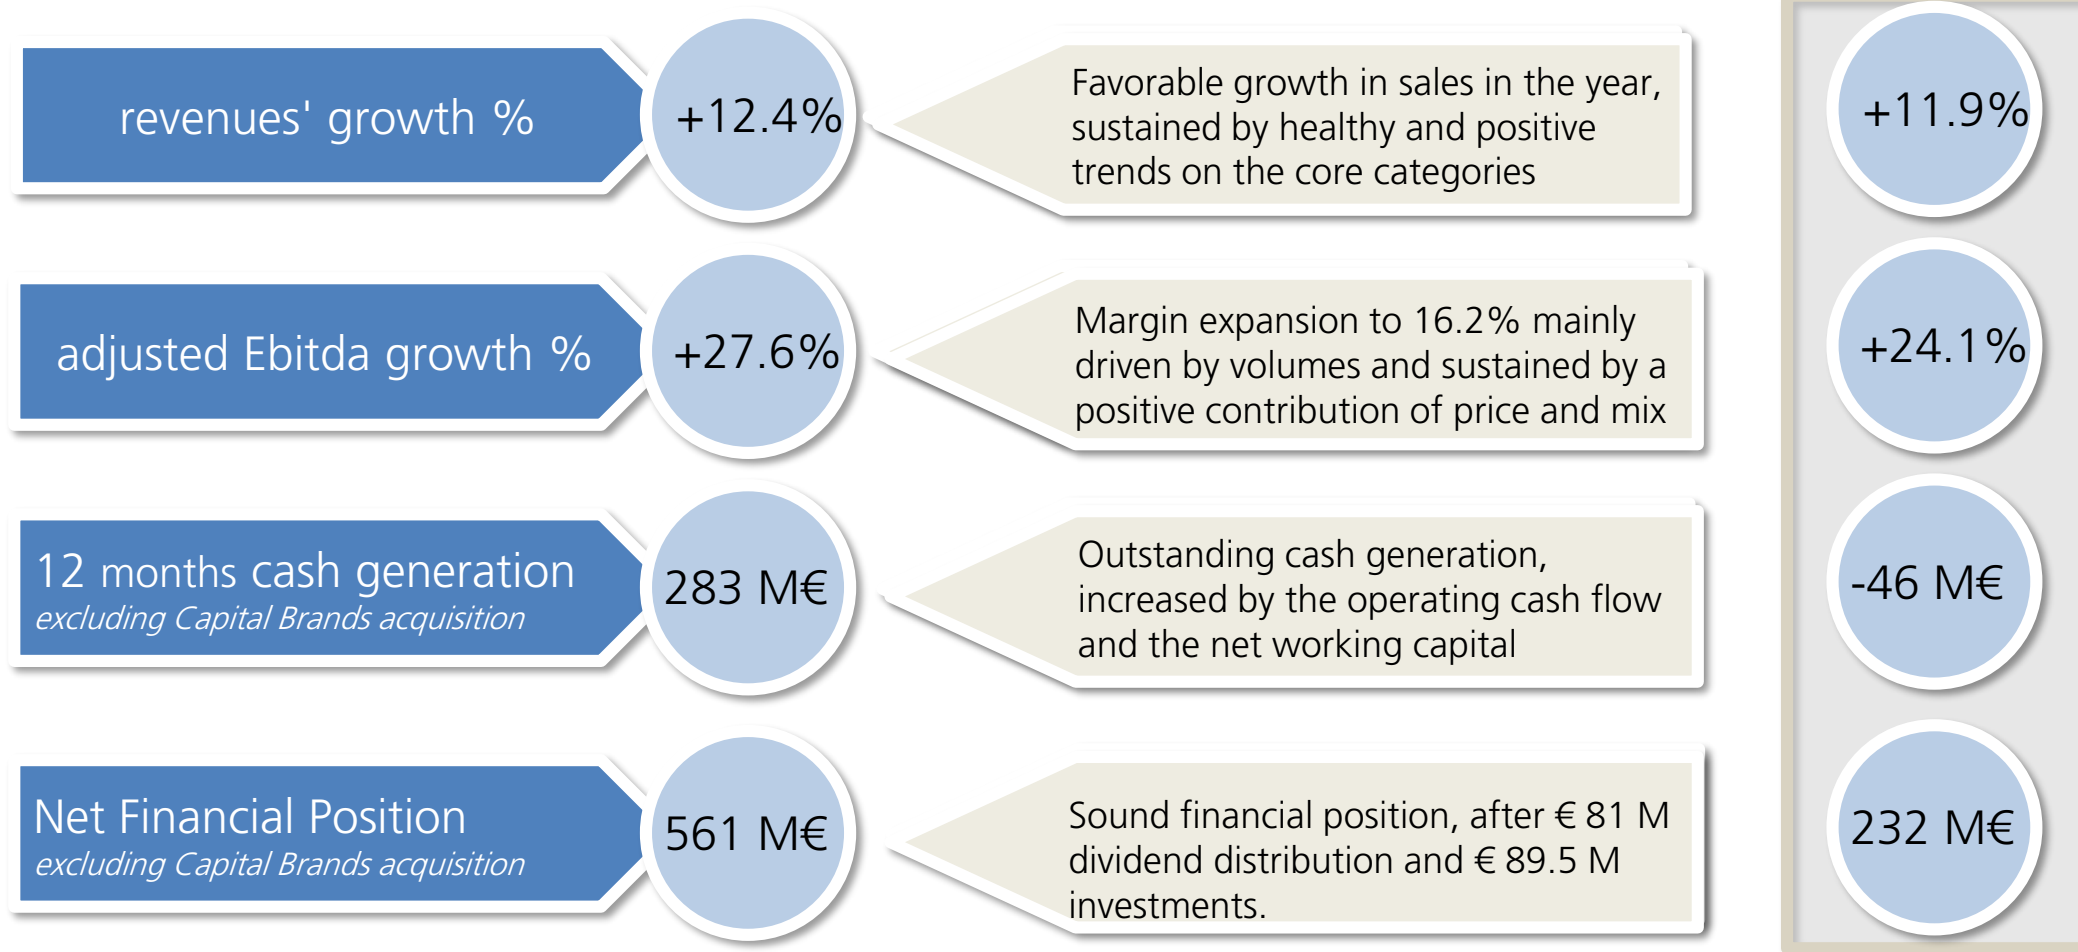 revenues' growth %
+12.4%
Favorable growth in sales in the year,
sustained by healthy and positive
trends on the core categories
+11.9%
adjusted Ebitda growth %
+27.6%
Margin expansion to 16.2% mainly
driven by volumes and sustained by a
positive contribution of price and mix
+24.1%
12 months cash generation
excluding Capital Brands acquisition
283 M€
Outstanding cash generation,
increased by the operating cash flow
and the net working capital
-46 M€
Net Financial Position
excluding Capital Brands acquisition
561 M€
Sound financial position, after € 81 M
dividend distribution and € 89.5 M
investments.
232 M€